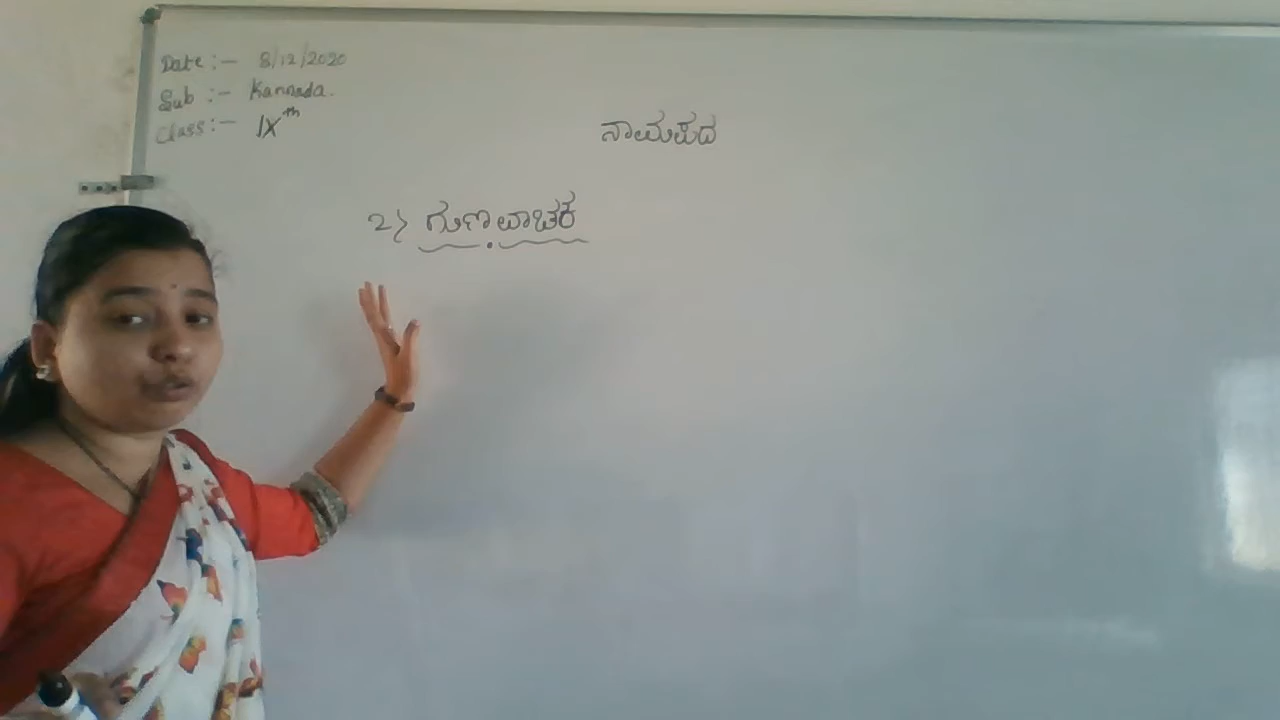 Date :- 8/12/2020
Sub :- Kannada.
Class :- IXth
ನಾಮಪದ
2) ಗುಣವಾಚಕ